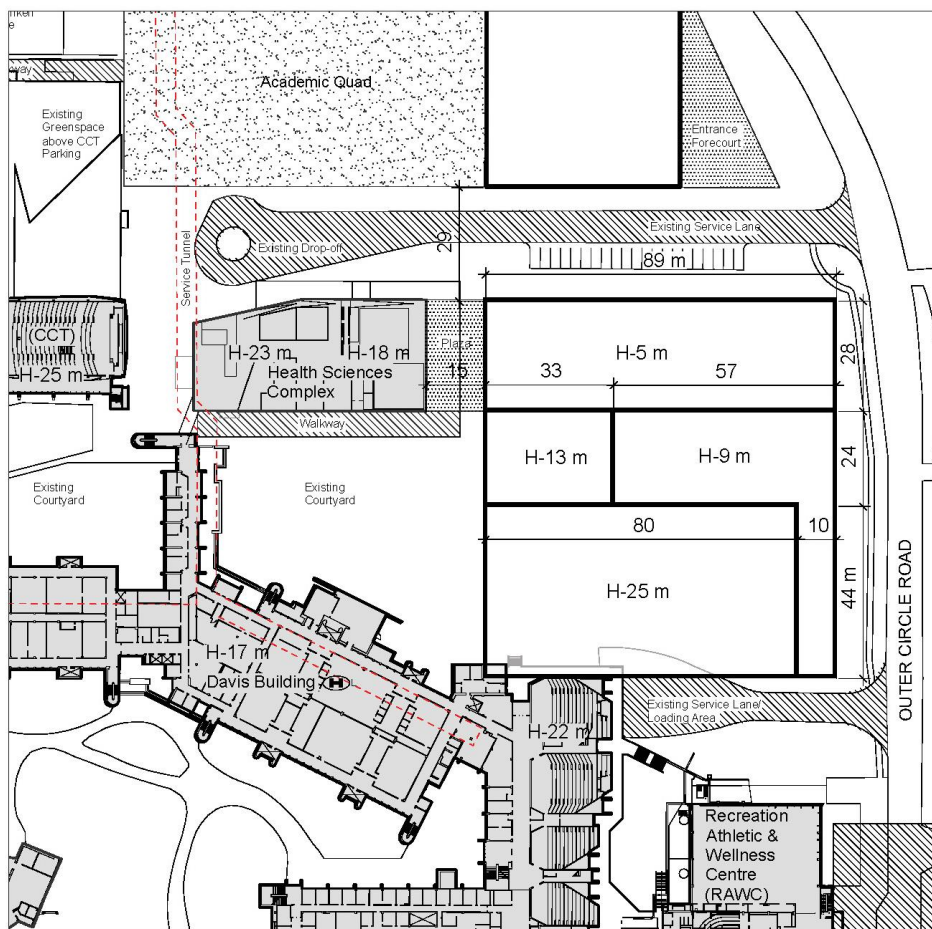 Academic Quad
way
Existing
Greenspace
above CCT
Parking
Entrance
Forecourt
Service Tunnel
Existing Drop-off
29
Existing Service Lane
89 m
(CCT)
H-25 m
H-23 m
H-18 m
Health Sciences
Complex
Plaza
15
H-5 m
33
57
28
Walkway
H-13 m
H-9 m
24
Existing
Courtyard
Existing
Courtyard
80
10
H-25 m
44 m
OUTER CIRCLE ROAD
H-17 m
Davis Building
H
H-22 m
Existing Service Lane/
Loading Area
Recreation
Athletic &
Wellness
Centre
(RAWC)